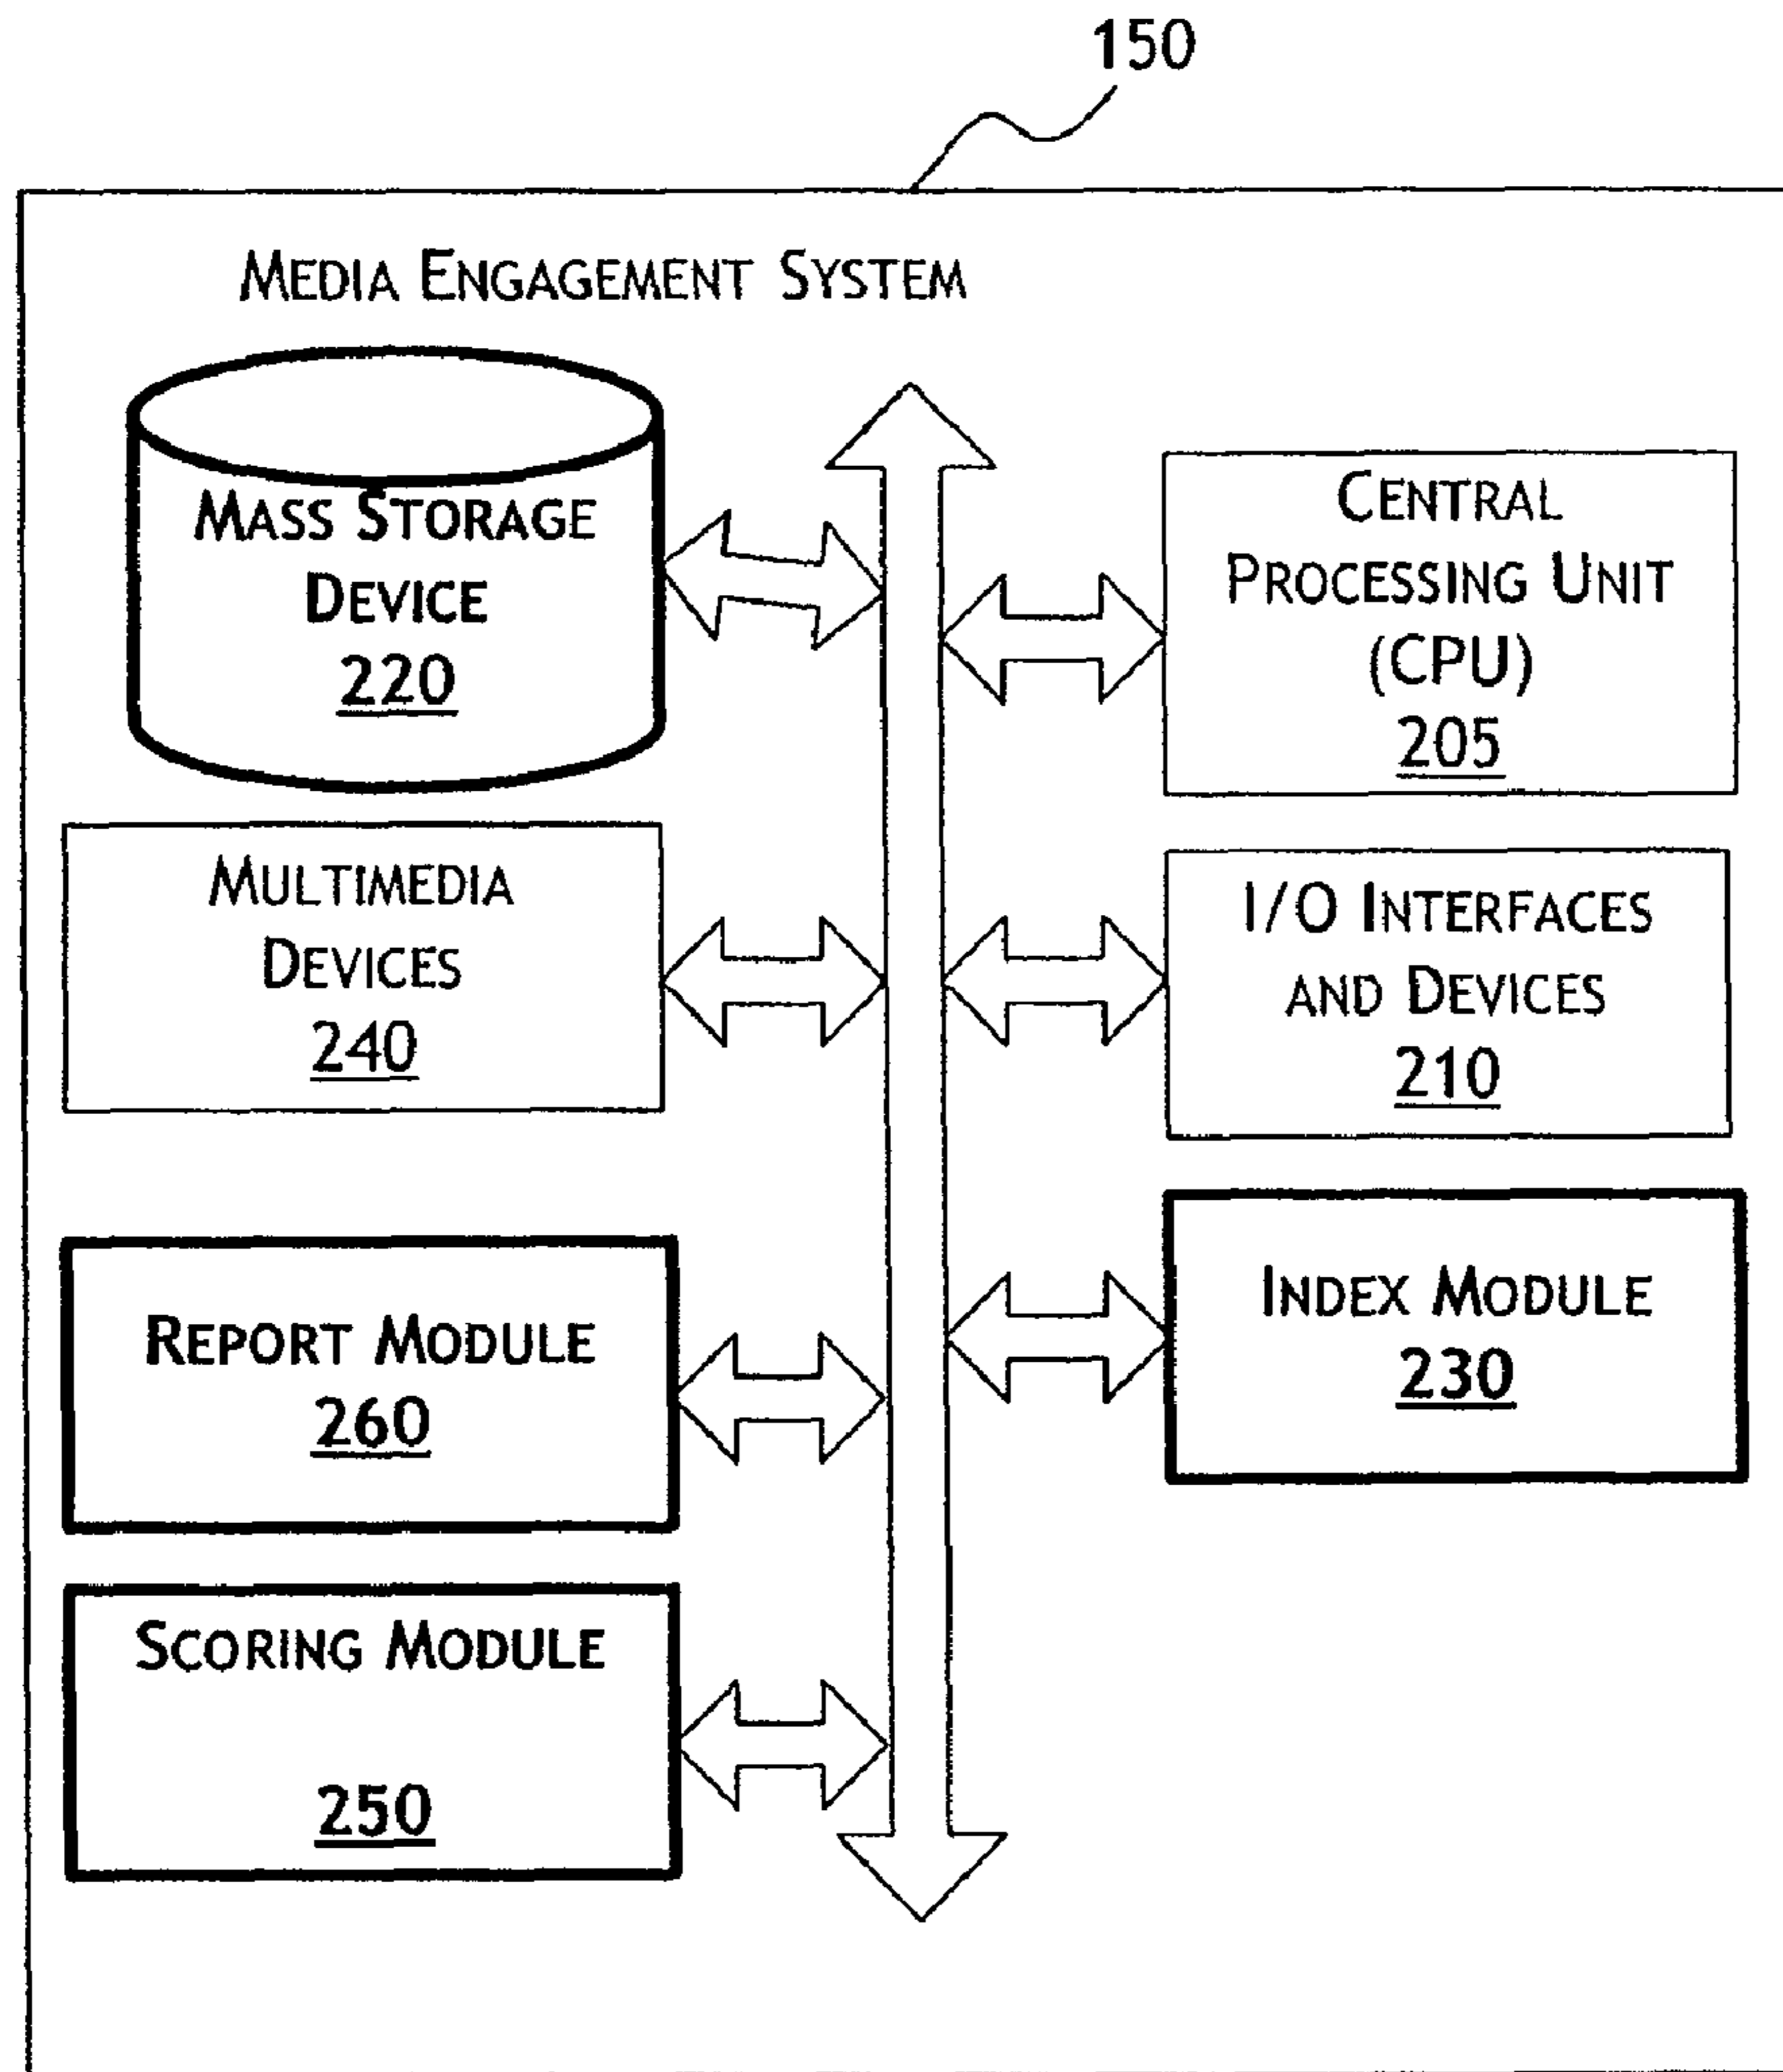 150
MEDIA ENGAGEMENT SYSTEM
MASS STORAGE
DEVICE
220
CENTRAL
PROCESSING UNIT
(CPU)
205
MULTIMEDIA
DEVICES
240
I/O INTERFACES
AND DEVICES
210
REPORT MODULE
260
INDEX MODULE
230
SCORING MODULE
250